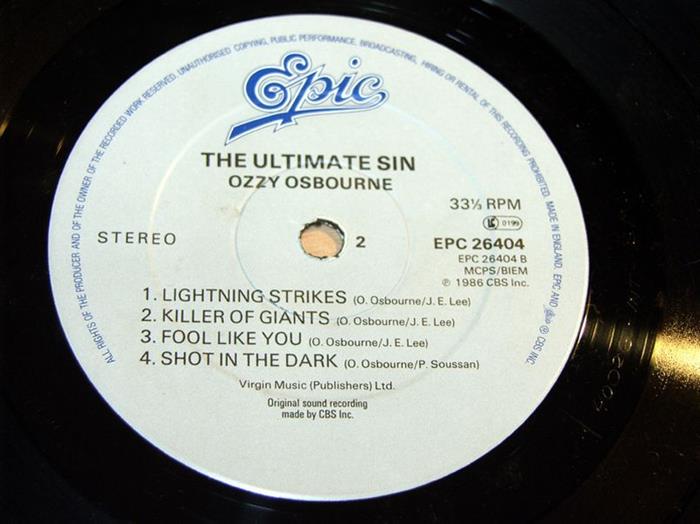 ALL RIGHTS OF THE PRODUCER AND OF THE OWNER OF THE RECORDED WORK RESERVED. UNAUTHORISED COPYING, PUBLIC PERFORMANCE, BROADCASTING, HIRING OR RENTAL OF THIS RECORDING PROHIBITED. MADE IN ENGLAND. EPIC AND
® CBS INC.
Epic
THE ULTIMATE SIN
OZZY OSBOURNE
33⅓ RPM
LC 0199
STEREO
2
EPC 26404
EPC 26404 B
MCPS/BIEM
℗ 1986 CBS Inc.
1. LIGHTNING STRIKES (O. Osbourne/J. E. Lee)
2. KILLER OF GIANTS (O. Osbourne/J. E. Lee)
3. FOOL LIKE YOU (O. Osbourne/J. E. Lee)
4. SHOT IN THE DARK (O. Osbourne/P. Soussan)
Virgin Music (Publishers) Ltd.
Original sound recording
made by CBS Inc.